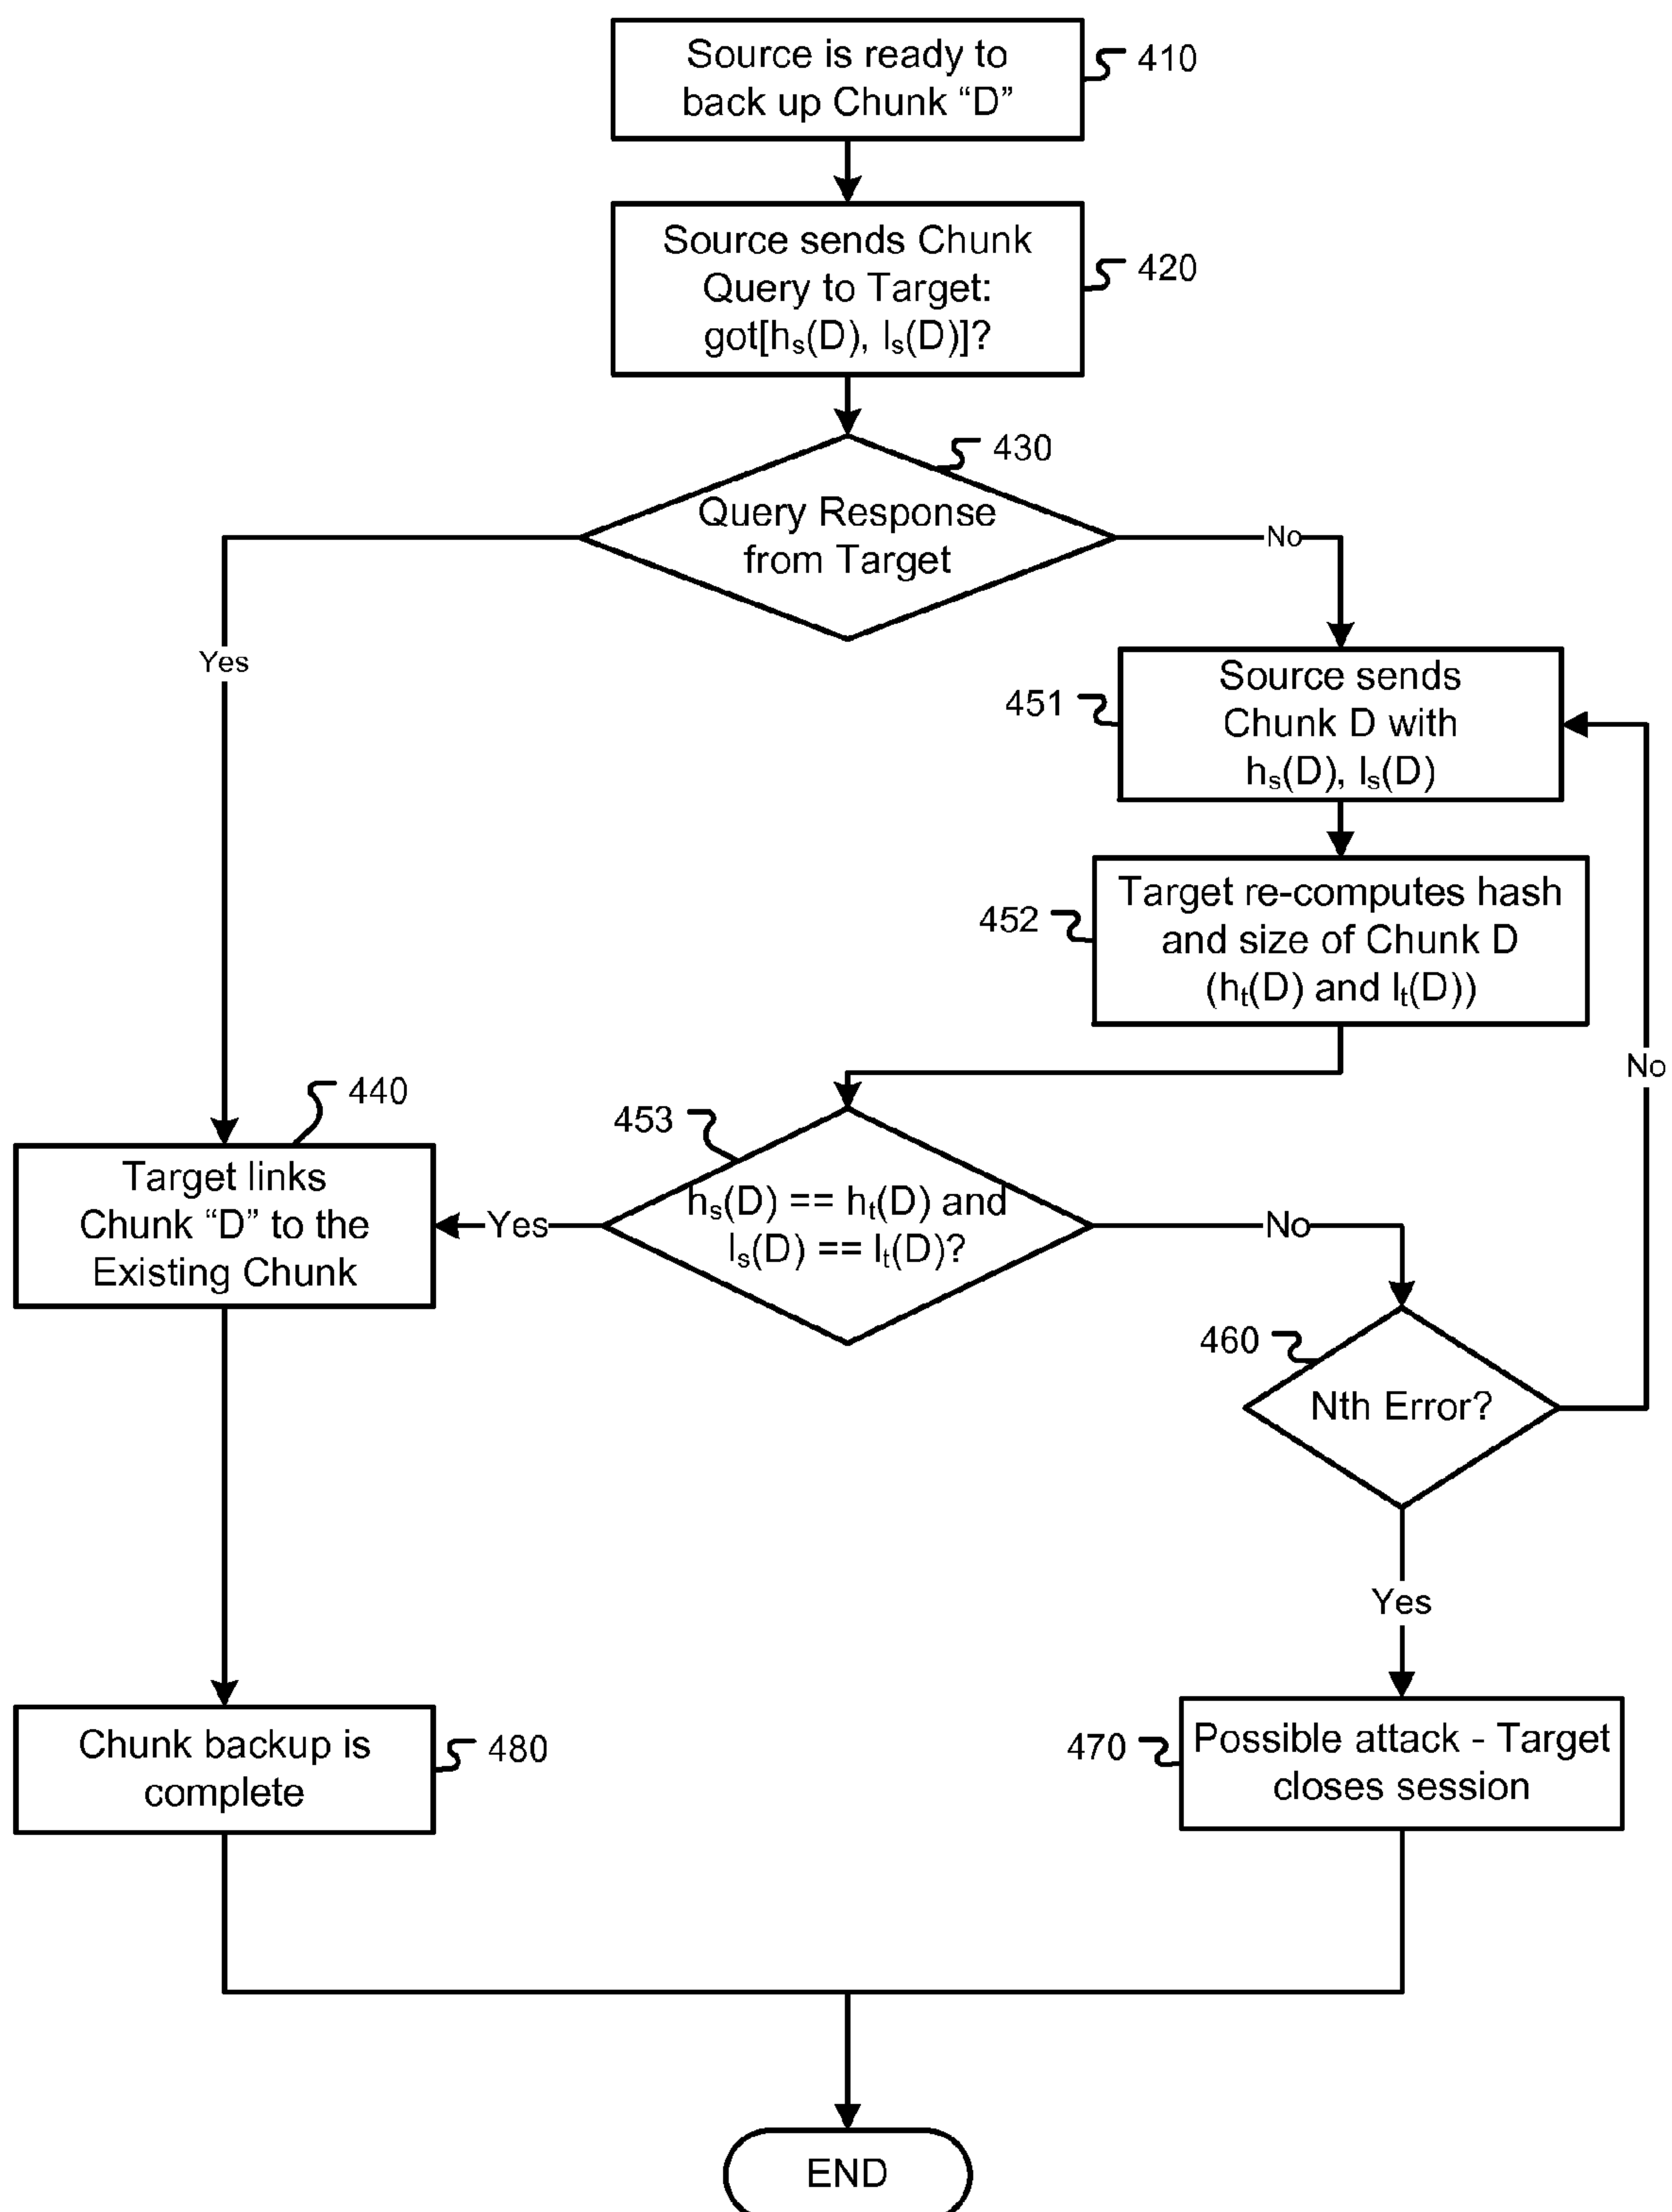 Source is ready to
back up Chunk “D”
410
Source sends Chunk
Query to Target:
got[hs(D), ls(D)]?
420
430
Query Response
from Target
No
Yes
Source sends
Chunk D with
hs(D), ls(D)
451
Target re-computes hash
and size of Chunk D
(ht(D) and lt(D))
452
No
440
Target links
Chunk “D” to the
Existing Chunk
453
Yes
hs(D) == ht(D) and
ls(D) == lt(D)?
No
460
Nth Error?
Yes
Chunk backup is
complete
480
470
Possible attack - Target
closes session
END